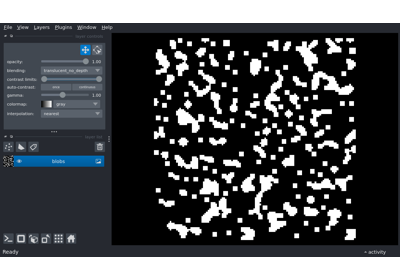 File View Layers Plugins Window Help
opacity: 1.00
blending: translucent_no_depth
contrast limits:
auto-contrast: once continuous
gamma: 1.00
colormap: gray
interpolation: nearest
blobs
Ready
activity